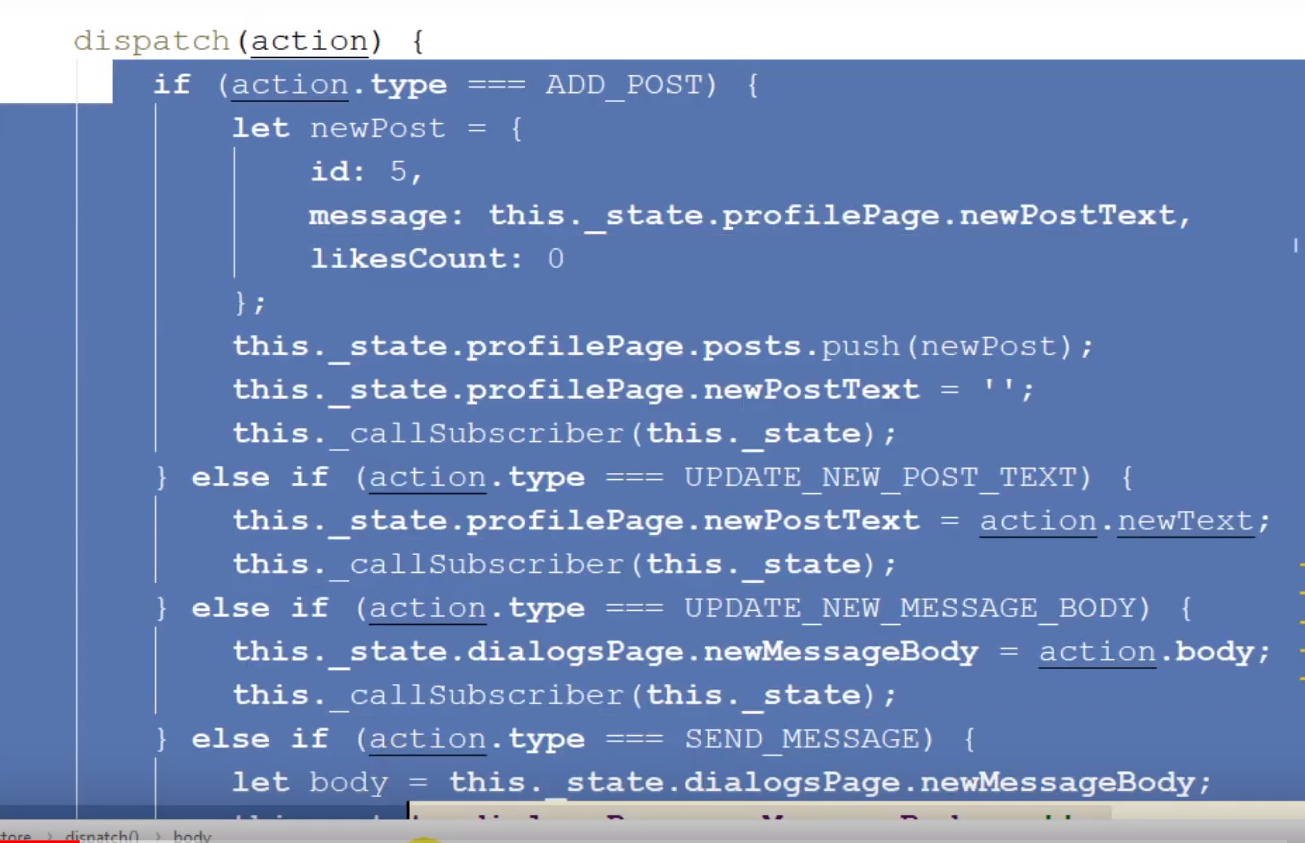 dispatch(action) {
if (action.type === ADD_POST) {
let newPost = {
id: 5,
message: this._state.profilePage.newPostText,
likesCount: 0
};
this._state.profilePage.posts.push(newPost);
this._state.profilePage.newPostText = '';
this._callSubscriber(this._state);
} else if (action.type === UPDATE_NEW_POST_TEXT) {
this._state.profilePage.newPostText = action.newText;
this._callSubscriber(this._state);
} else if (action.type === UPDATE_NEW_MESSAGE_BODY) {
this._state.dialogsPage.newMessageBody = action.body;
this._callSubscriber(this._state);
} else if (action.type === SEND_MESSAGE) {
let body = this._state.dialogsPage.newMessageBody;
dispatch() > body